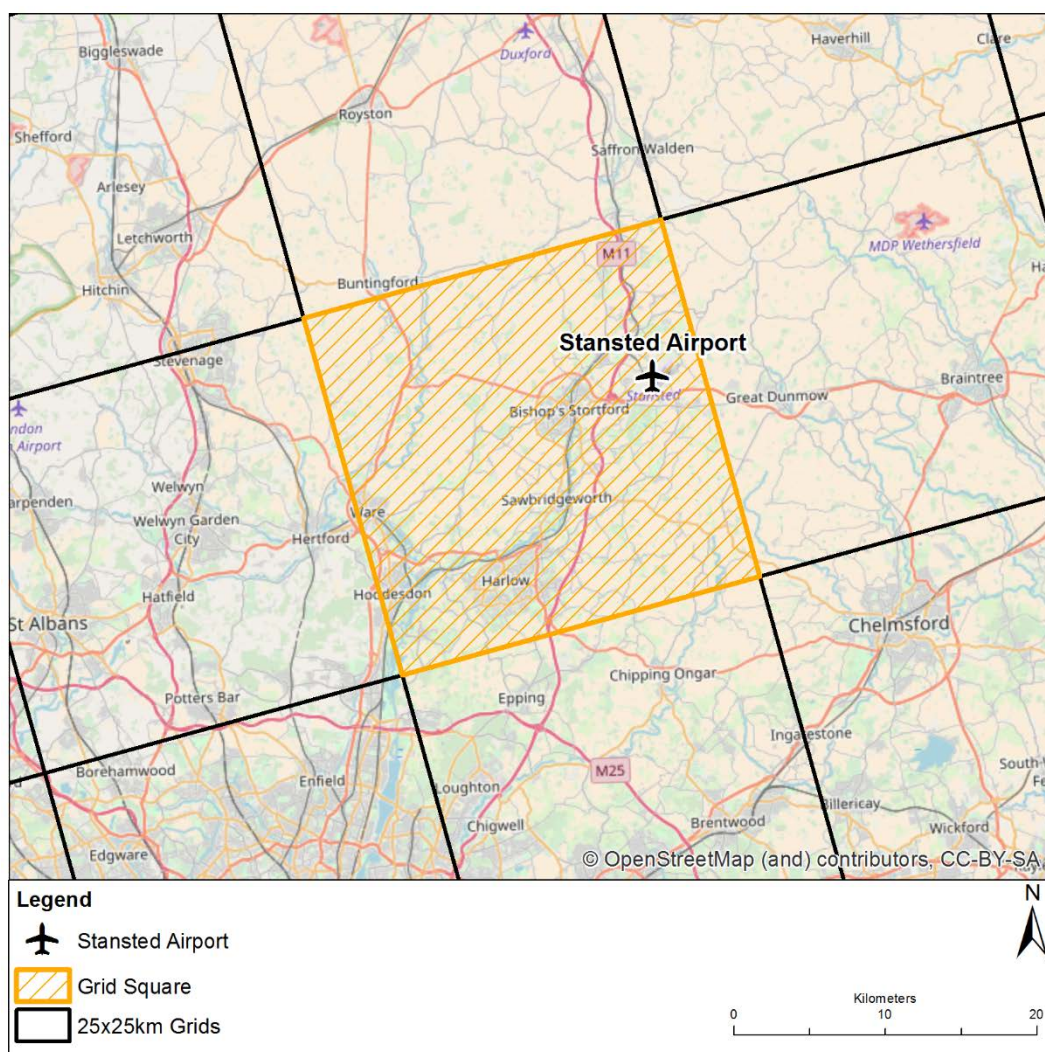 Biggleswade
Duxford
Haverhill
Clare
Shefford
Royston
Saffron Walden
Arlesey
Letchworth
MDP Wethersfield
M11
Hitchin
Buntingford
Stansted Airport
Stevenage
Stansted
Braintree
Great Dunmow
Bishop's Stortford
Airport
Welwyn
arpenden
Sawbridgeworth
Ware
Welwyn Garden
City
Hertford
Harlow
Hoddesdon
Hatfield
St Albans
Chelmsford
Chipping Ongar
Potters Bar
Epping
Ingatestone
Borehamwood
M25
Enfield
Loughton
Billericay
Chigwell
Brentwood
Wickford
Edgware
© OpenStreetMap (and) contributors, CC-BY-SA
Legend
Stansted Airport
Grid Square
25x25km Grids
N
Kilometers
0
10
20